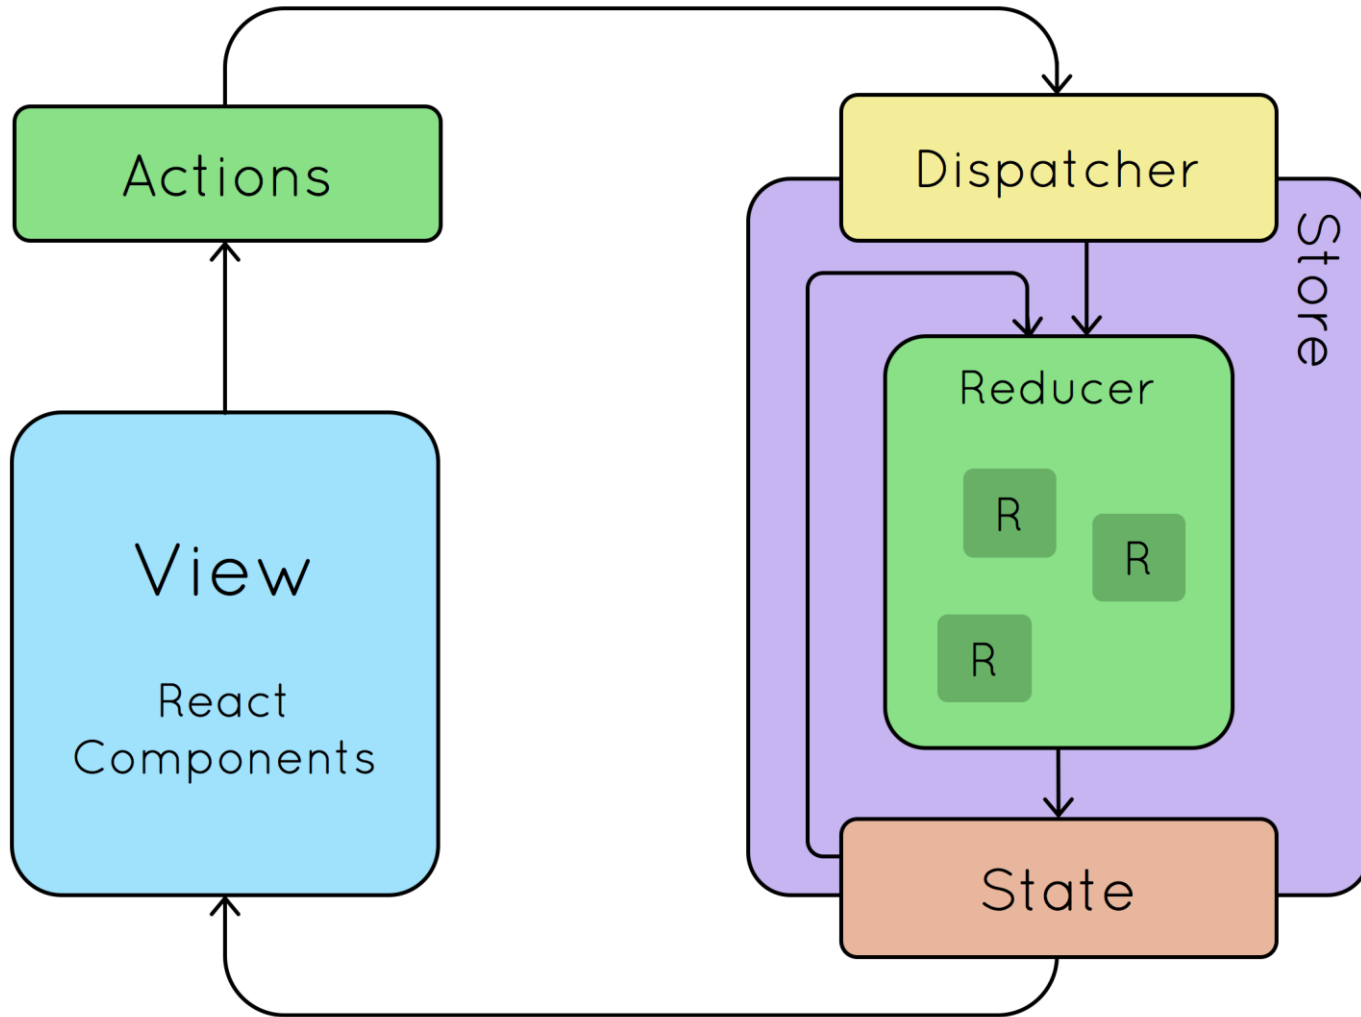 Actions
Dispatcher
Store
Reducer
R
R
R
View
React
Components
State